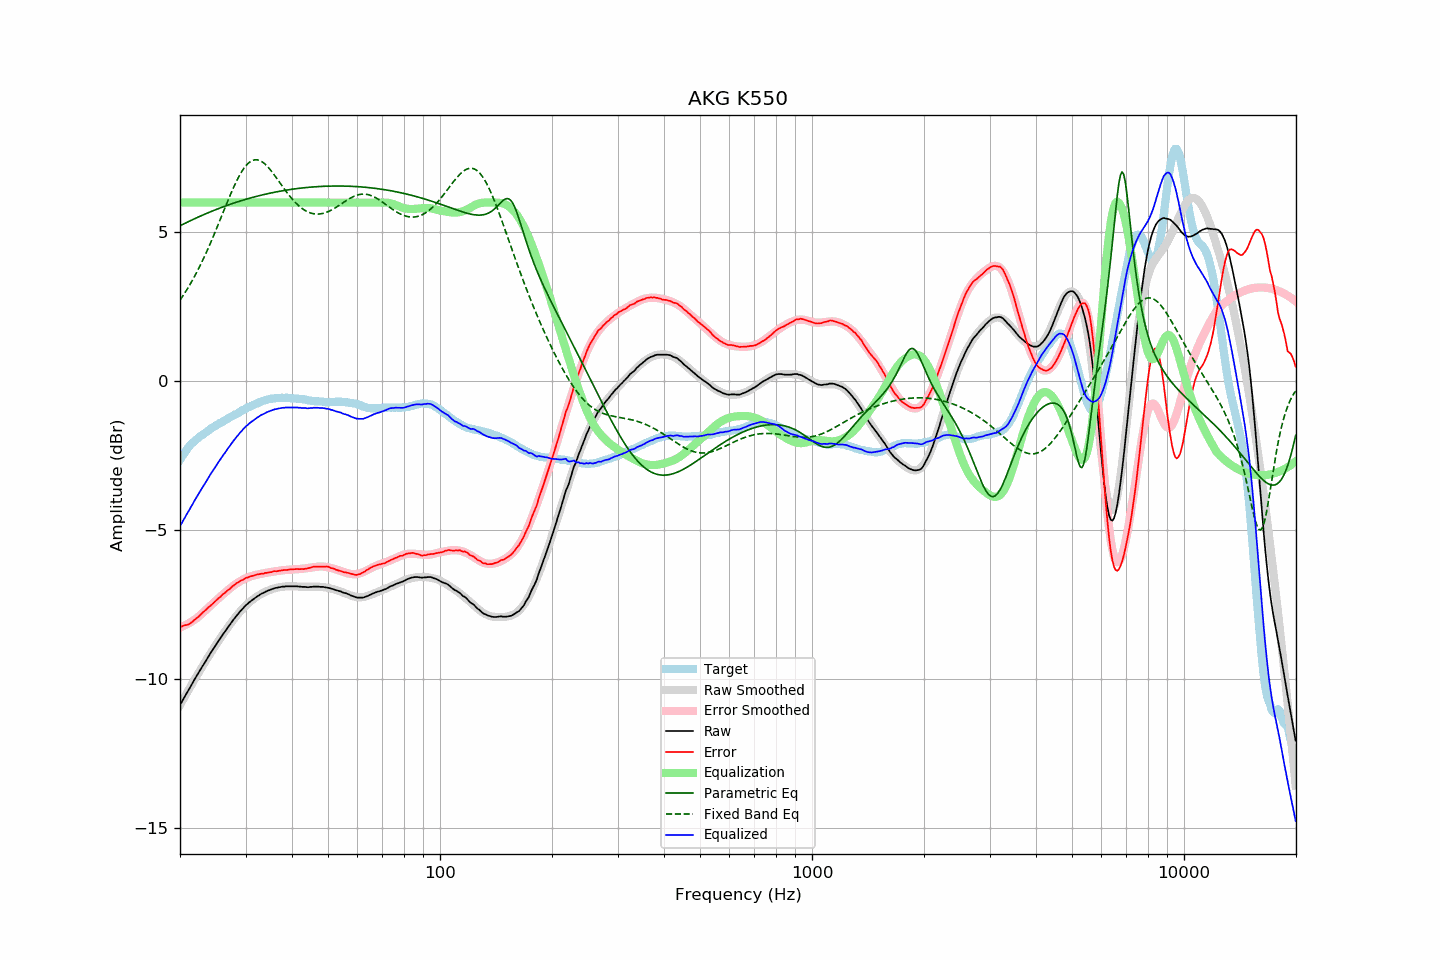 AKG K550
Amplitude (dBr)
5
0
−5
−10
−15
Target
Raw Smoothed
Error Smoothed
Raw
Error
Equalization
Parametric Eq
Fixed Band Eq
Equalized
100
1000
10000
Frequency (Hz)